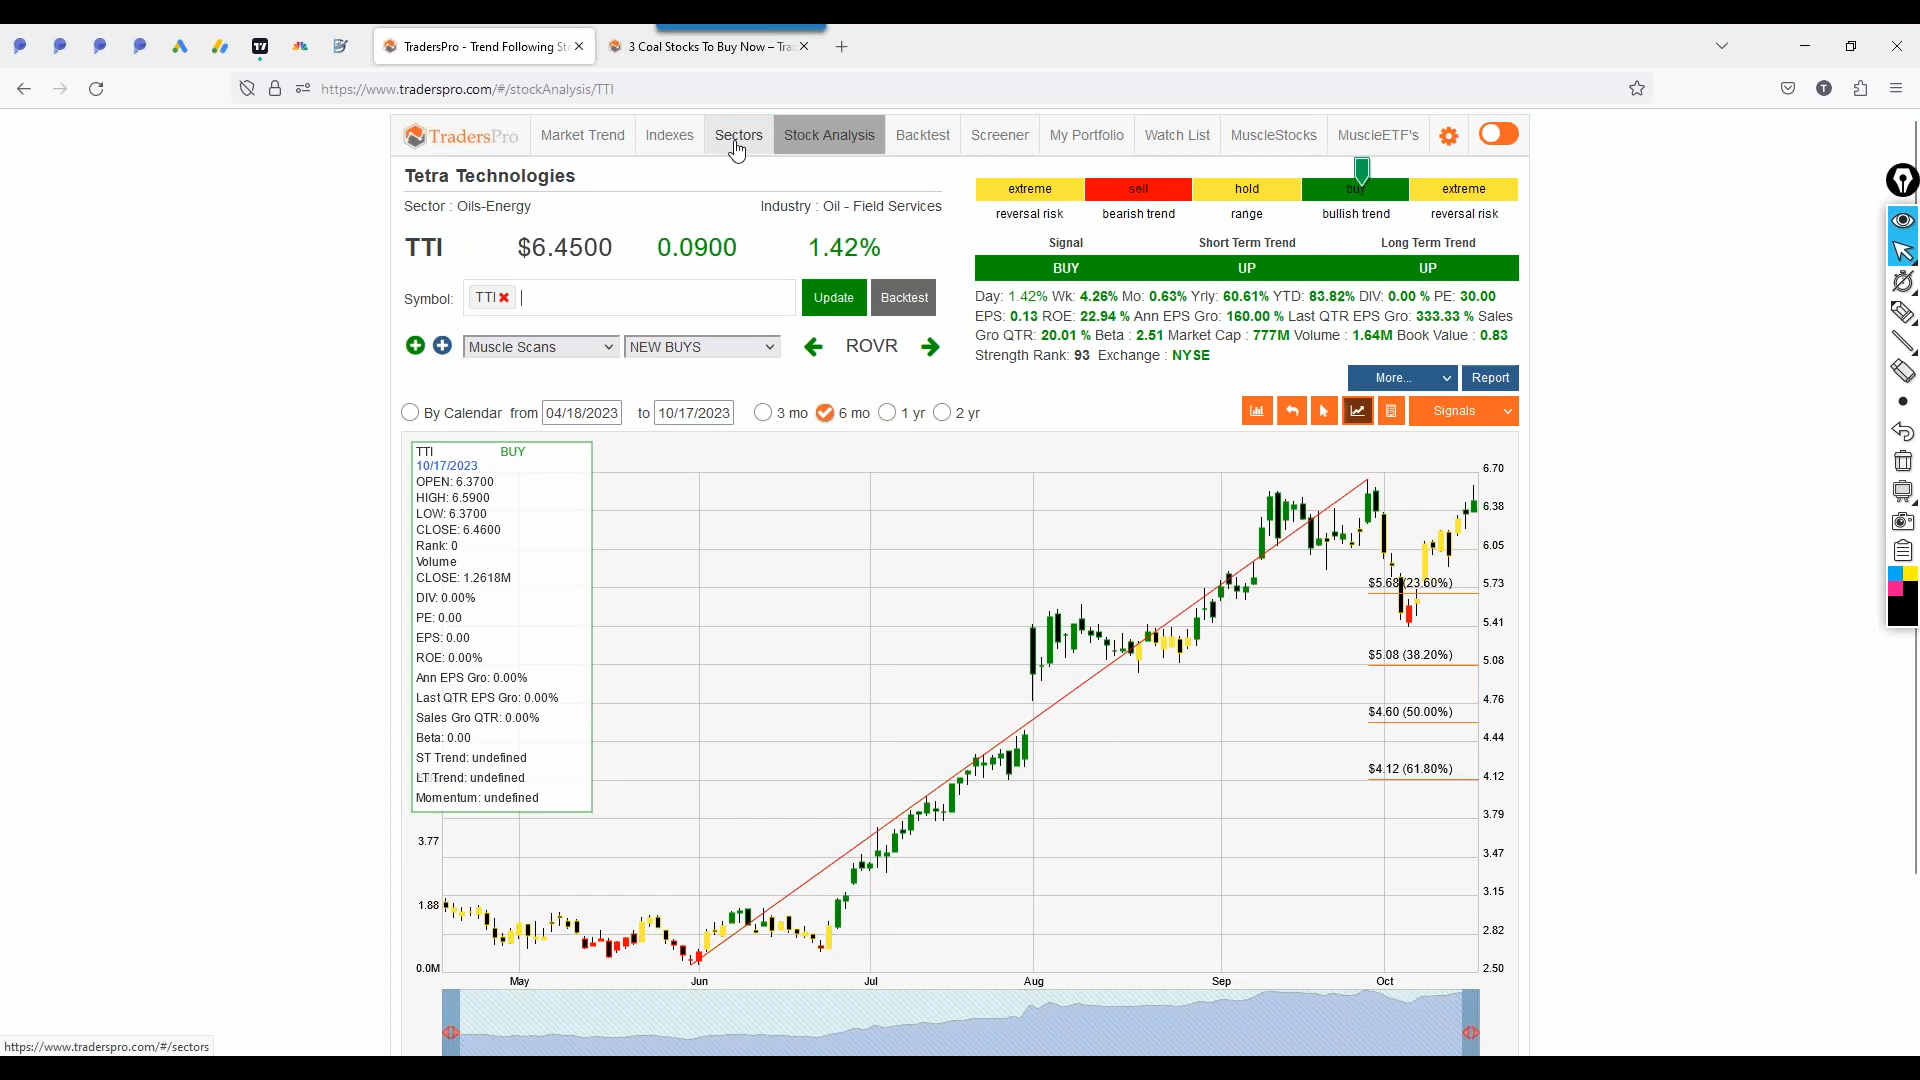 TradersPro - Trend Following Sto
3 Coal Stocks To Buy Now – Trad
https://www.traderspro.com/#/stockAnalysis/TTI
TradersPro
Market Trend
Indexes
Sectors
Stock Analysis
Backtest
Screener
My Portfolio
Watch List
MuscleStocks
MuscleETF's
Tetra Technologies
Sector : Oils-Energy
Industry : Oil - Field Services
TTI
$6.4500
0.0900
1.42%
Symbol:
TTI
Update
Backtest
Muscle Scans
NEW BUYS
ROVR
extreme
sell
hold
buy
extreme
reversal risk
bearish trend
range
bullish trend
reversal risk
Signal
Short Term Trend
Long Term Trend
BUY
UP
UP
Day: 1.42% Wk: 4.26% Mo: 0.63% Yrly: 60.61% YTD: 83.82% DIV: 0.00 % PE: 30.00
EPS: 0.13 ROE: 22.94 % Ann EPS Gro: 160.00 % Last QTR EPS Gro: 333.33 % Sales
Gro QTR: 20.01 % Beta : 2.51 Market Cap : 777M Volume : 1.64M Book Value : 0.83
Strength Rank: 93 Exchange : NYSE
More...
Report
By Calendar from 04/18/2023 to 10/17/2023
3 mo
6 mo
1 yr
2 yr
Signals
TTI BUY
10/17/2023
OPEN: 6.3700
HIGH: 6.5900
LOW: 6.3700
CLOSE: 6.4600
Rank: 0
Volume
CLOSE: 1.2618M
DIV: 0.00%
PE: 0.00
EPS: 0.00
ROE: 0.00%
Ann EPS Gro: 0.00%
Last QTR EPS Gro: 0.00%
Sales Gro QTR: 0.00%
Beta: 0.00
ST Trend: undefined
LT Trend: undefined
Momentum: undefined
3.77
1.88
0.0M
$5.68 (23.60%)
$5.08 (38.20%)
$4.60 (50.00%)
$4.12 (61.80%)
6.70
6.38
6.05
5.73
5.41
5.08
4.76
4.44
4.12
3.79
3.47
3.15
2.82
2.50
May
Jun
Jul
Aug
Sep
Oct
https://www.traderspro.com/#/sectors